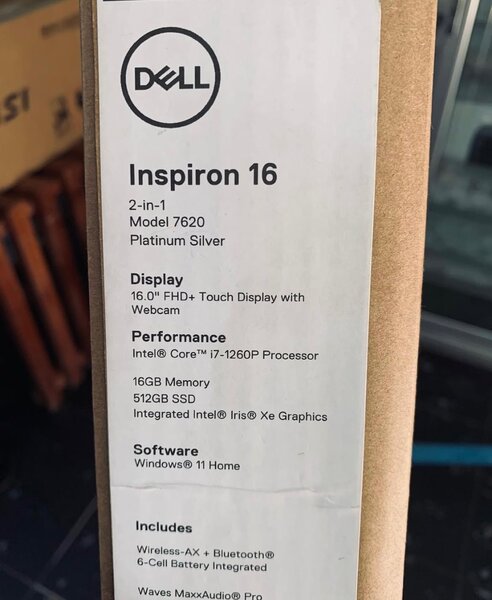 DELL
Inspiron 16
2-in-1
Model 7620
Platinum Silver
Display
16.0" FHD+ Touch Display with
Webcam
Performance
Intel® Core™ i7-1260P Processor
16GB Memory
512GB SSD
Integrated Intel® Iris® Xe Graphics
Software
Windows® 11 Home
Includes
Wireless-AX + Bluetooth®
6-Cell Battery Integrated
Waves MaxxAudio® Pro